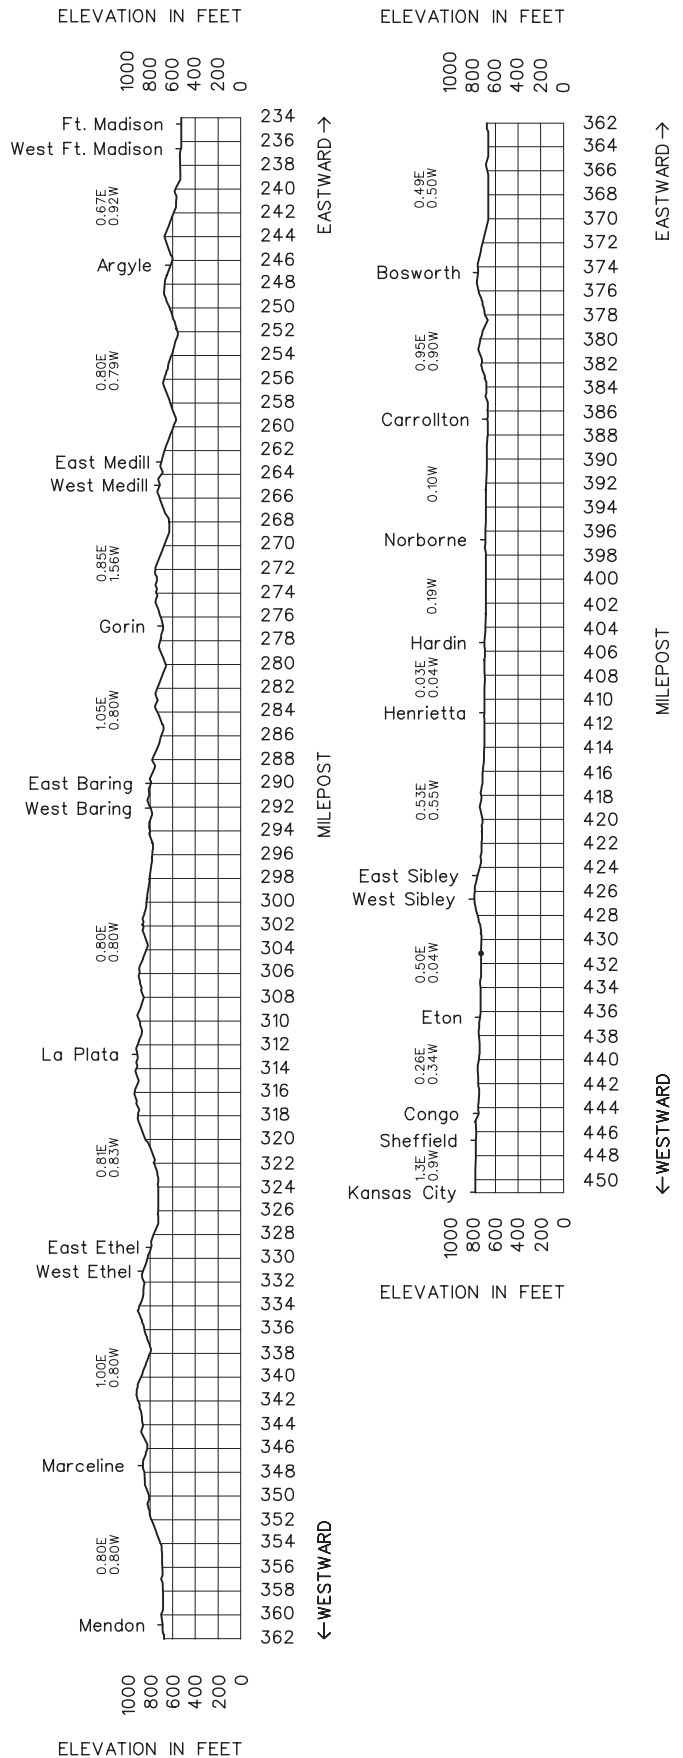 ELEVATION IN FEET
1000
800
600
400
200
0
234
236
238
240
242
244
246
248
250
252
254
256
258
260
262
264
266
268
270
272
274
276
278
280
282
284
286
288
290
292
294
296
298
300
302
304
306
308
310
312
314
316
318
320
322
324
326
328
330
332
334
336
338
340
342
344
346
348
350
352
354
356
358
360
362
Ft. Madison
West Ft. Madison
0.67E
0.92W
Argyle
0.80E
0.79W
East Medill
West Medill
0.85E
1.56W
Gorin
1.05E
0.80W
East Baring
West Baring
0.80E
0.80W
La Plata
0.81E
0.83W
East Ethel
West Ethel
1.00E
0.80W
Marceline
0.80E
0.80W
Mendon
EASTWARD →
MILEPOST
← WESTWARD
1000
800
600
400
200
0
ELEVATION IN FEET
ELEVATION IN FEET
1000
800
600
400
200
0
362
364
366
368
370
372
374
376
378
380
382
384
386
388
390
392
394
396
398
400
402
404
406
408
410
412
414
416
418
420
422
424
426
428
430
432
434
436
438
440
442
444
446
448
450
0.49E
0.50W
Bosworth
0.95E
0.90W
Carrollton
0.10W
Norborne
0.19W
Hardin
0.03E
0.04W
Henrietta
0.53E
0.55W
East Sibley
West Sibley
0.50E
0.04W
Eton
0.26E
0.34W
Congo
Sheffield
1.3E
0.9W
Kansas City
EASTWARD →
MILEPOST
← WESTWARD
1000
800
600
400
200
0
ELEVATION IN FEET